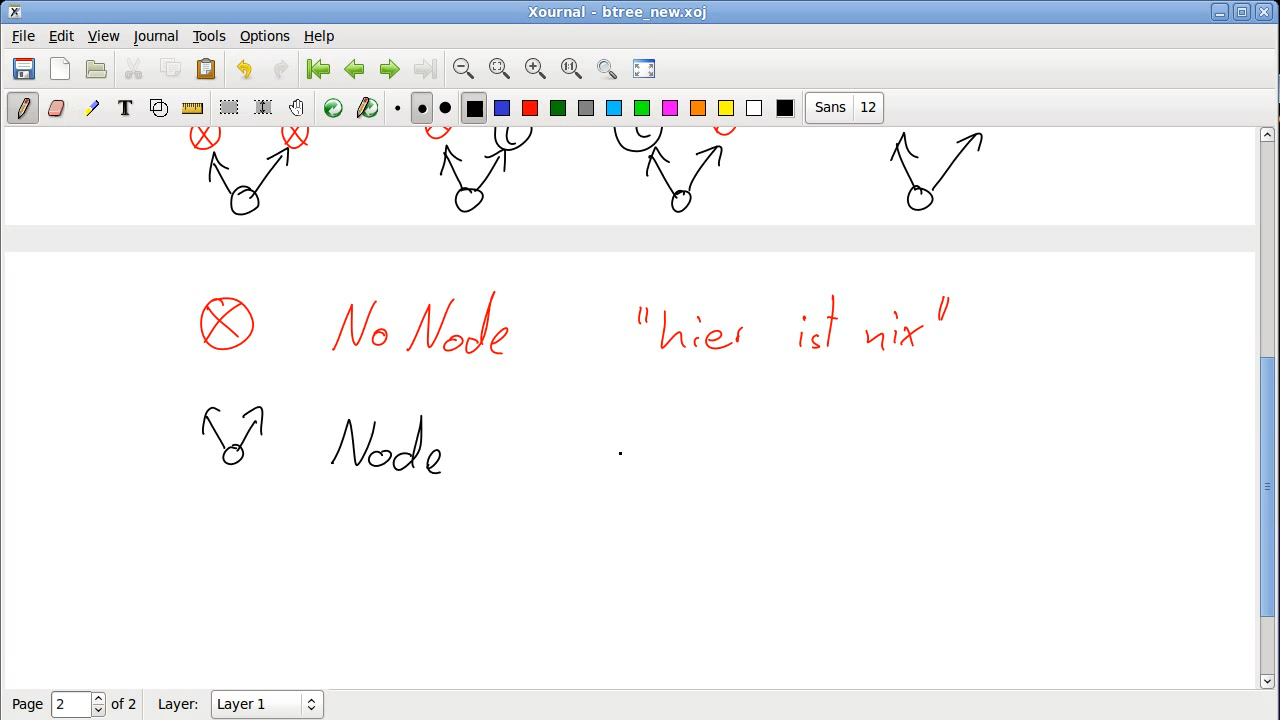 Xournal - btree_new.xoj
File Edit View Journal Tools Options Help
T Sans 12
C C
No Node "hier ist nix"
Node
Page 2 of 2 Layer: Layer 1